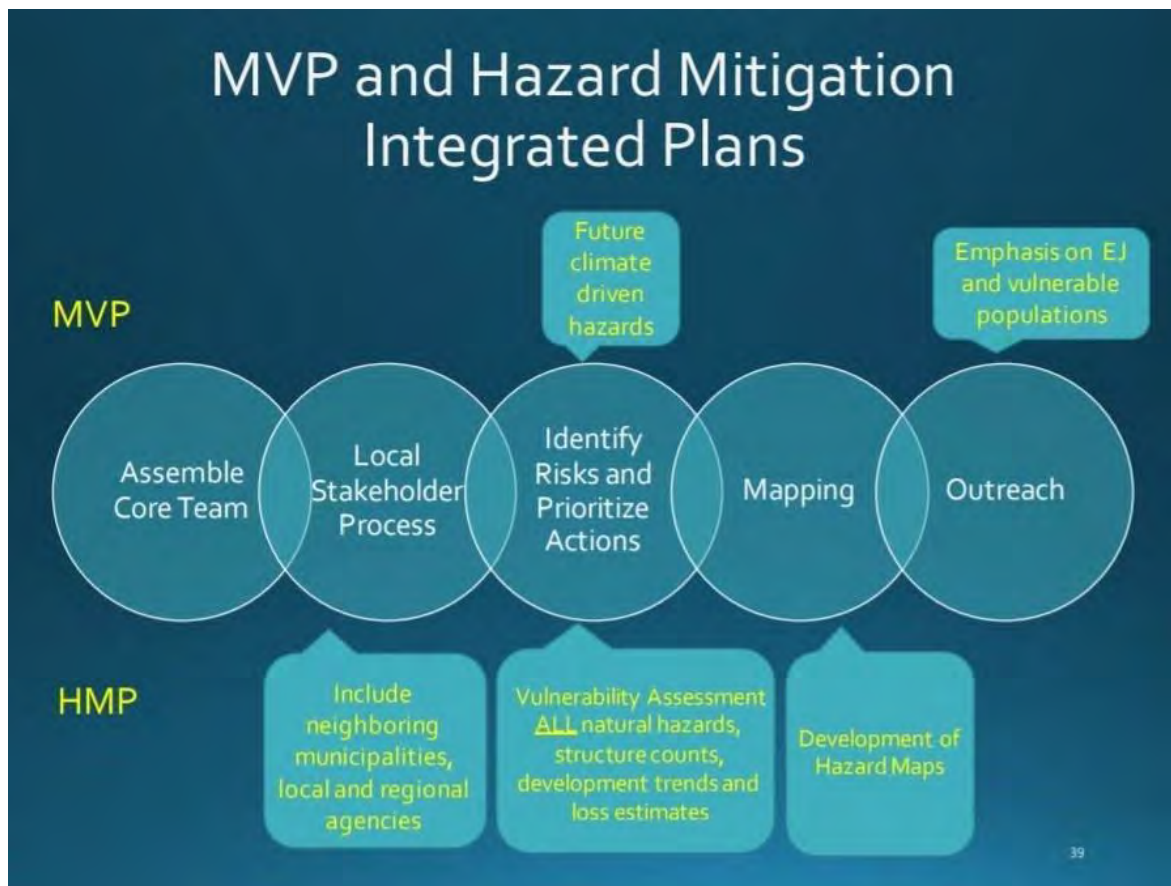 MVP and Hazard Mitigation
Integrated Plans
Future
climate
driven
hazards
Emphasis on EJ
and vulnerable
populations
MVP
Assemble
Core Team
Local
Stakeholder
Process
Identify
Risks and
Prioritize
Actions
Mapping
Outreach
HMP
Include
neighboring
municipalities,
local and regional
agencies
Vulnerability Assessment
ALL natural hazards,
structure counts,
development trends and
loss estimates
Development of
Hazard Maps
39